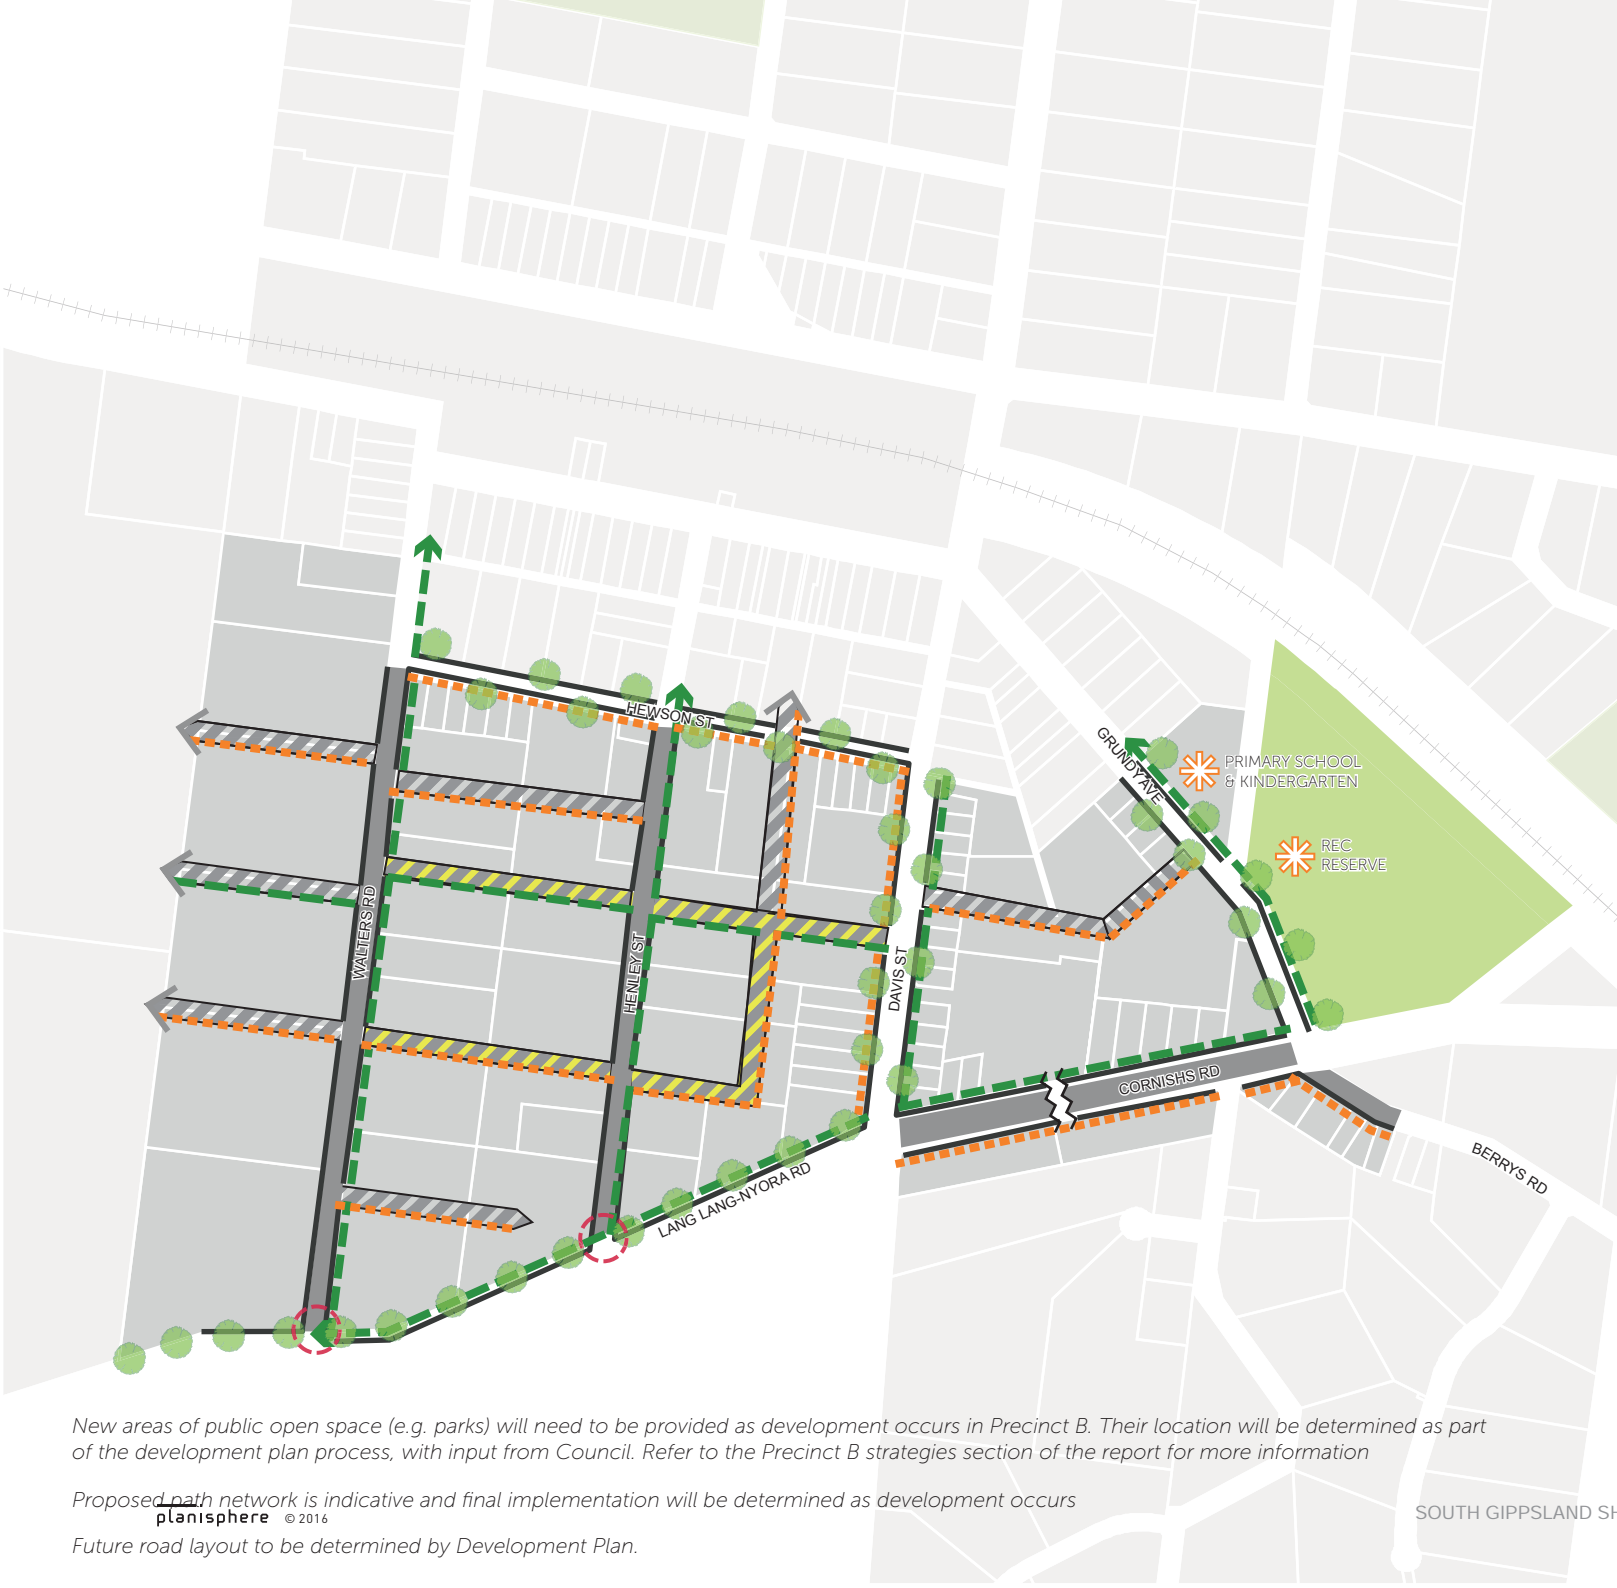 HEWSON ST
GRUNDY AVE
PRIMARY SCHOOL
& KINDERGARTEN
REC
RESERVE
WALTERS RD
HENLEY ST
DAVIS ST
CORNISHS RD
BERRYS RD
LANG LANG-NYORA RD
New areas of public open space (e.g. parks) will need to be provided as development occurs in Precinct B. Their location will be determined as part
of the development plan process, with input from Council. Refer to the Precinct B strategies section of the report for more information
Proposed path network is indicative and final implementation will be determined as development occurs
planisphere © 2016
SOUTH GIPPSLAND SH
Future road layout to be determined by Development Plan.